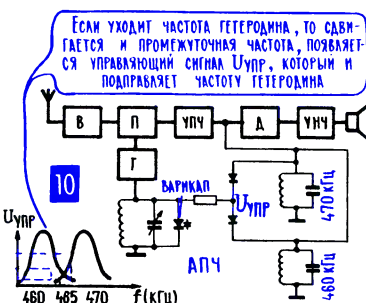 Если уходит частота гетеродина, то сдви-
гается и промежуточная частота, появляет-
ся управляющий сигнал Uупр, который и
подправляет частоту гетеродина
В П УПЧ Д УНЧ
Г
10
ВАРИКАП
Uупр
470 кГц
*
Uупр
АПЧ
460 кГц
460 465 470 f(кГц)